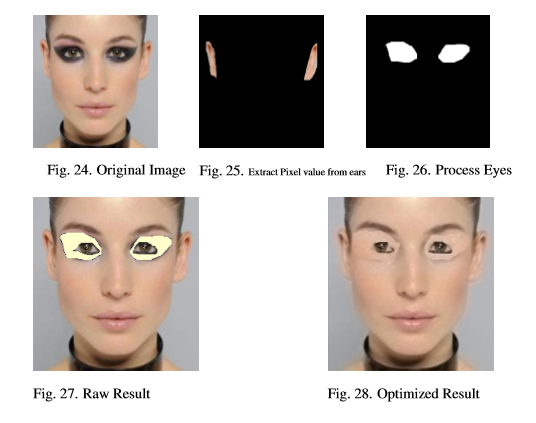 Fig. 24. Original Image
Fig. 25. Extract Pixel value from ears
Fig. 26. Process Eyes
Fig. 27. Raw Result
Fig. 28. Optimized Result